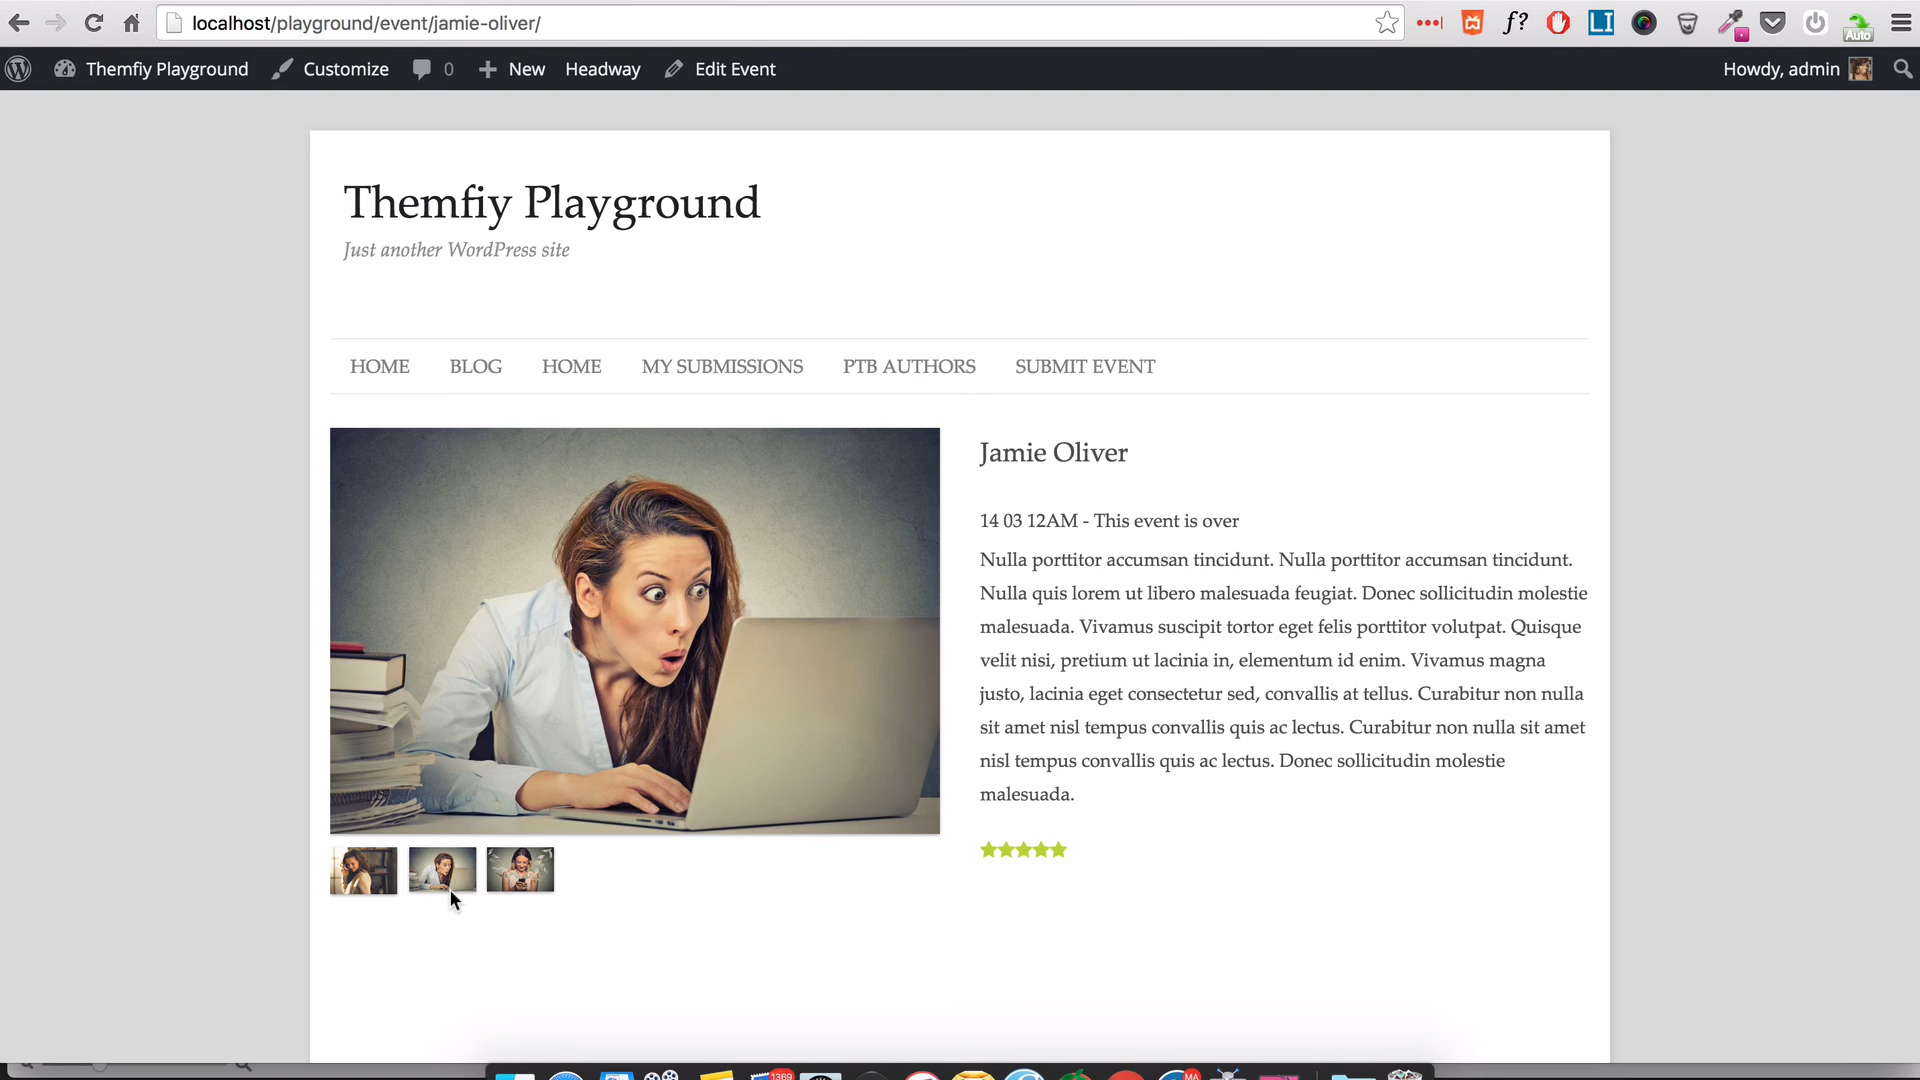 localhost/playground/event/jamie-oliver/
f?
LI
Auto
Themfiy Playground
Customize
0
New
Headway
Edit Event
Howdy, admin
Themfiy Playground
Just another WordPress site
HOME
BLOG
HOME
MY SUBMISSIONS
PTB AUTHORS
SUBMIT EVENT
Jamie Oliver
14 03 12AM - This event is over
Nulla porttitor accumsan tincidunt. Nulla porttitor accumsan tincidunt.
Nulla quis lorem ut libero malesuada feugiat. Donec sollicitudin molestie
malesuada. Vivamus suscipit tortor eget felis porttitor volutpat. Quisque
velit nisi, pretium ut lacinia in, elementum id enim. Vivamus magna
justo, lacinia eget consectetur sed, convallis at tellus. Curabitur non nulla
sit amet nisl tempus convallis quis ac lectus. Curabitur non nulla sit amet
nisl tempus convallis quis ac lectus. Donec sollicitudin molestie
malesuada.
1369
MA